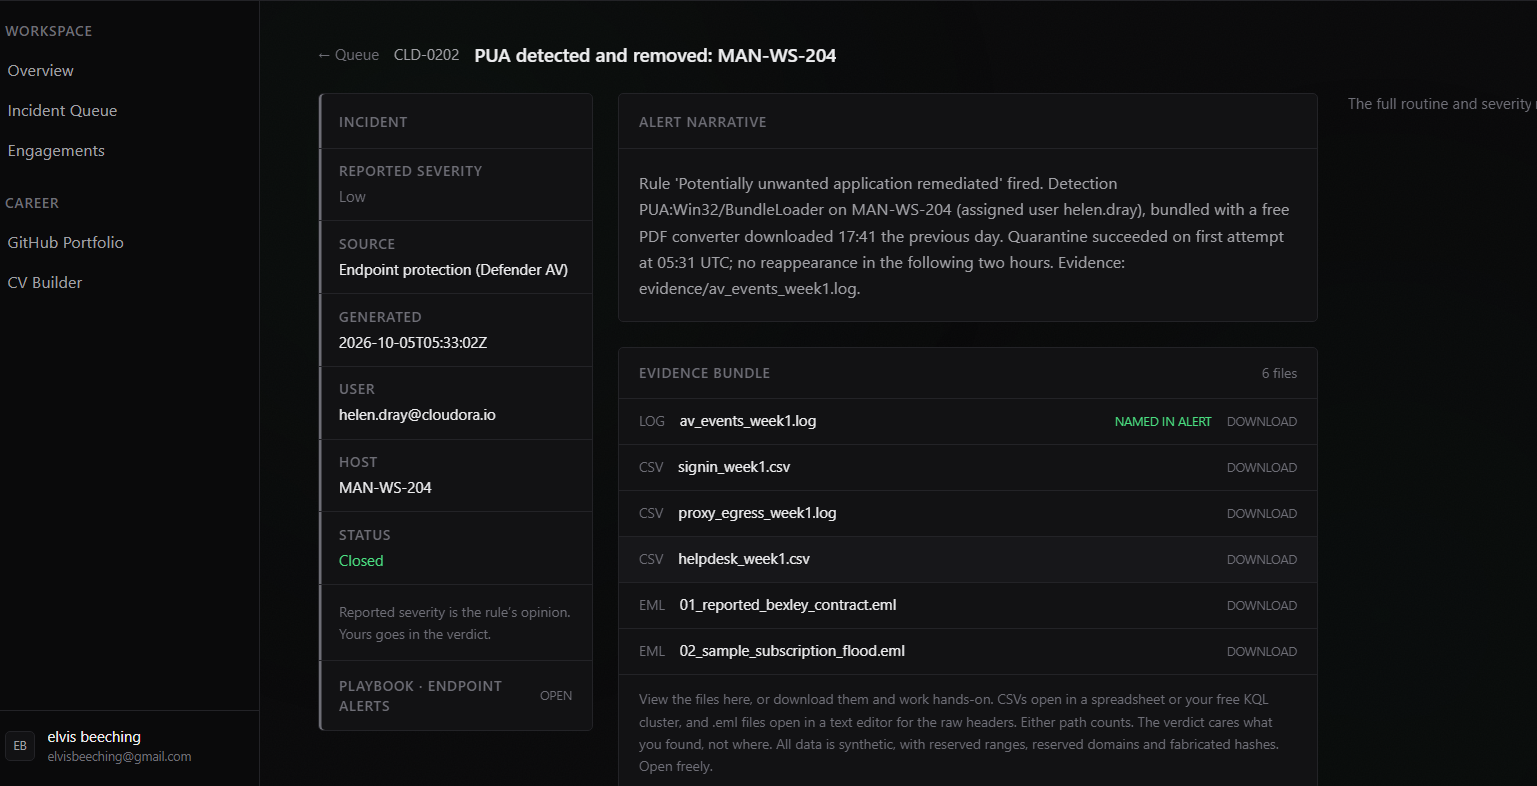 WORKSPACE
Overview
Incident Queue
Engagements
CAREER
GitHub Portfolio
CV Builder
EB
elvis beeching
elvisbeeching@gmail.com
← Queue CLD-0202 PUA detected and removed: MAN-WS-204
INCIDENT
REPORTED SEVERITY
Low
SOURCE
Endpoint protection (Defender AV)
GENERATED
2026-10-05T05:33:02Z
USER
helen.dray@cloudora.io
HOST
MAN-WS-204
STATUS
Closed
Reported severity is the rule's opinion.
Yours goes in the verdict.
PLAYBOOK · ENDPOINT
ALERTS
OPEN
ALERT NARRATIVE
Rule 'Potentially unwanted application remediated' fired. Detection
PUA:Win32/BundleLoader on MAN-WS-204 (assigned user helen.dray), bundled with a free
PDF converter downloaded 17:41 the previous day. Quarantine succeeded on first attempt
at 05:31 UTC; no reappearance in the following two hours. Evidence:
evidence/av_events_week1.log.
EVIDENCE BUNDLE 6 files
LOG av_events_week1.log NAMED IN ALERT DOWNLOAD
CSV signin_week1.csv DOWNLOAD
CSV proxy_egress_week1.log DOWNLOAD
CSV helpdesk_week1.csv DOWNLOAD
EML 01_reported_bexley_contract.eml DOWNLOAD
EML 02_sample_subscription_flood.eml DOWNLOAD
View the files here, or download them and work hands-on. CSVs open in a spreadsheet or your free KQL
cluster, and .eml files open in a text editor for the raw headers. Either path counts. The verdict cares what
you found, not where. All data is synthetic, with reserved ranges, reserved domains and fabricated hashes.
Open freely.
The full routine and severity